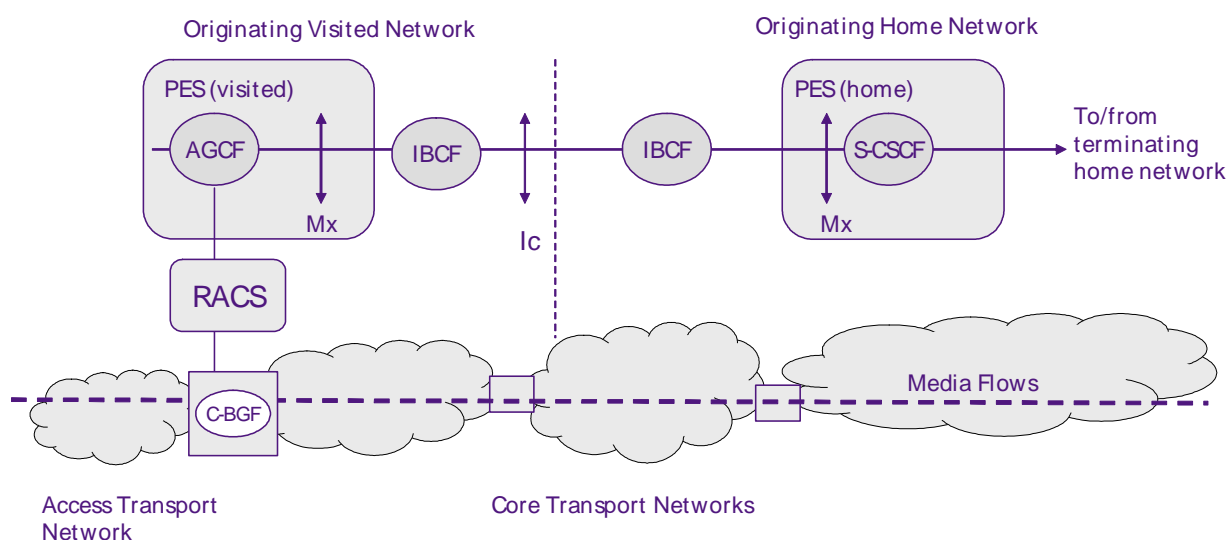 Originating Visited Network
Originating Home Network
PES (visited)
PES (home)
AGCF
IBCF
IBCF
S-CSCF
To/from
terminating
home network
Mx
Ic
Mx
RACS
Media Flows
C-BGF
Access Transport
Network
Core Transport Networks